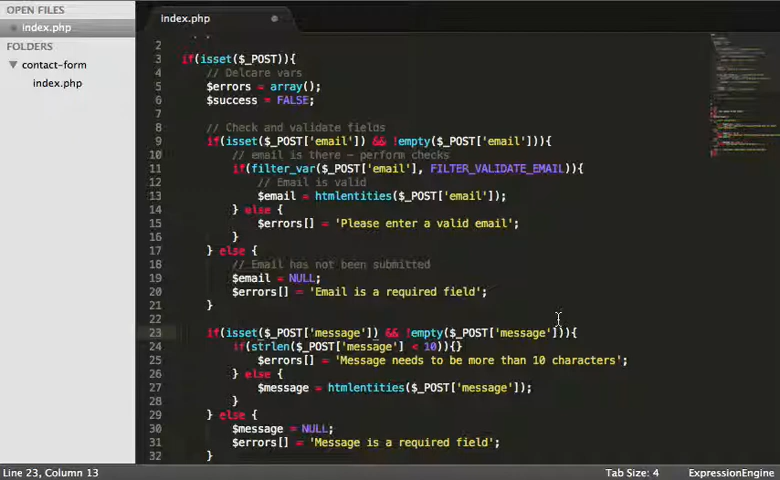 OPEN FILES
index.php
FOLDERS
contact-form
index.php
index.php
2
3 if(isset($_POST)){
4 // Delcare vars
5 $errors = array();
6 $success = FALSE;
7
8 // Check and validate fields
9 if(isset($_POST['email']) && !empty($_POST['email'])){
10 // email is there – perform checks
11 if(filter_var($_POST['email'], FILTER_VALIDATE_EMAIL)){
12 // Email is valid
13 $email = htmlentities($_POST['email']);
14 } else {
15 $errors[] = 'Please enter a valid email';
16 }
17 } else {
18 // Email has not been submitted
19 $email = NULL;
20 $errors[] = 'Email is a required field';
21 }
22
23 if(isset($_POST['message']) && !empty($_POST['message'])){
24 if(strlen($_POST['message'] < 10)){}
25 $errors[] = 'Message needs to be more than 10 characters';
26 } else {
27 $message = htmlentities($_POST['message']);
28 }
29 } else {
30 $message = NULL;
31 $errors[] = 'Message is a required field';
32 }
Line 23, Column 13
Tab Size: 4
ExpressionEngine